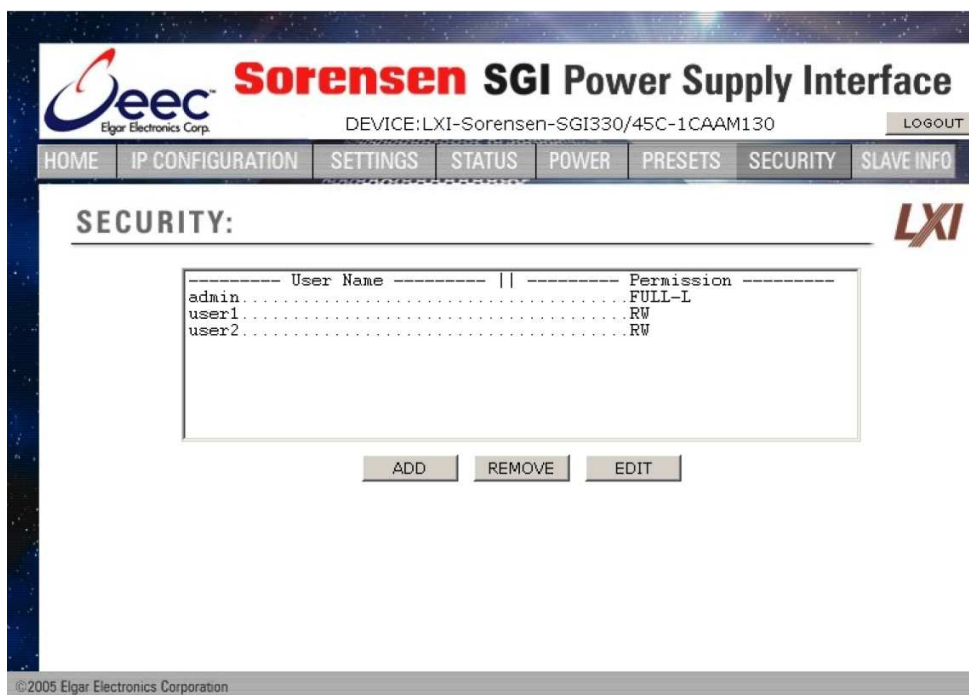 eec
Elgar Electronics Corp.
Sorensen SGI Power Supply Interface
DEVICE:LXI-Sorensen-SGI330/45C-1CAAM130
LOGOUT
HOME IP CONFIGURATION SETTINGS STATUS POWER PRESETS SECURITY SLAVE INFO
SECURITY:
LXI
--------- User Name --------- || --------- Permission ---------
admin......................................FULL-L
user1......................................RW
user2......................................RW
ADD REMOVE EDIT
©2005 Elgar Electronics Corporation